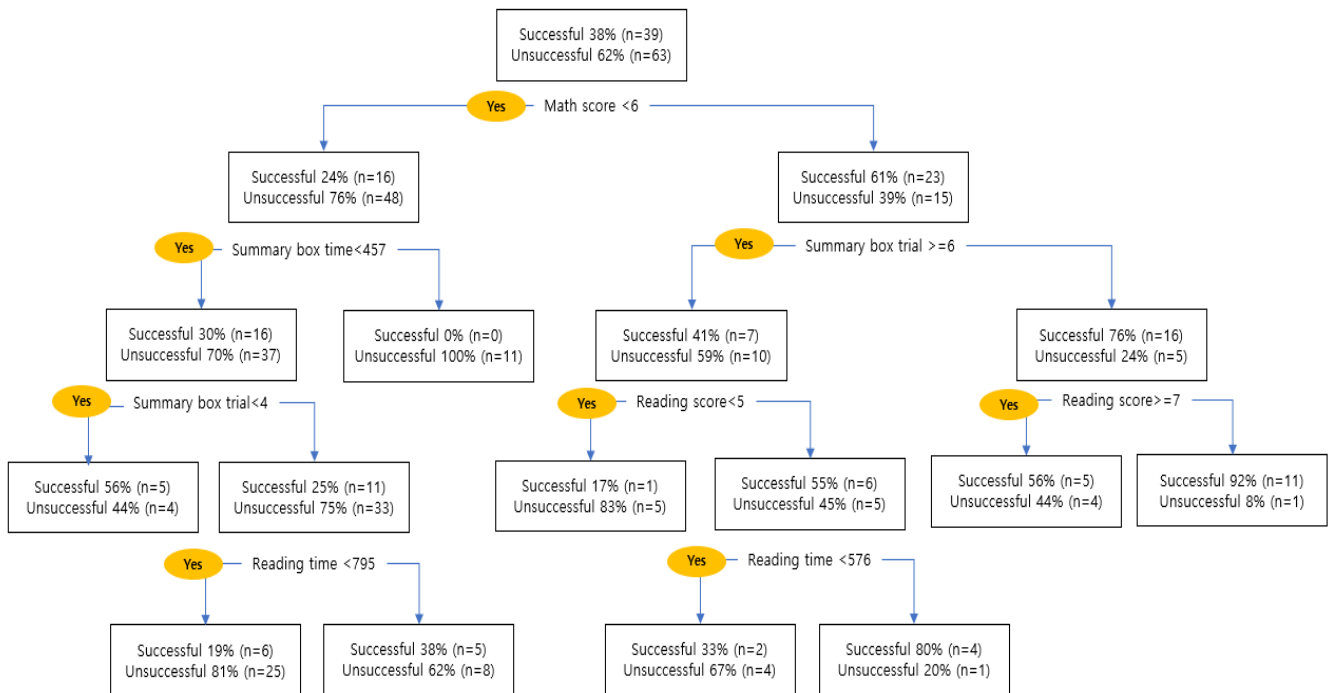 Successful 38% (n=39)
Unsuccessful 62% (n=63)
Yes
Math score <6
Successful 24% (n=16)
Unsuccessful 76% (n=48)
Successful 61% (n=23)
Unsuccessful 39% (n=15)
Yes
Summary box time<457
Yes
Summary box trial >=6
Successful 30% (n=16)
Unsuccessful 70% (n=37)
Successful 0% (n=0)
Unsuccessful 100% (n=11)
Successful 41% (n=7)
Unsuccessful 59% (n=10)
Successful 76% (n=16)
Unsuccessful 24% (n=5)
Yes
Summary box trial<4
Yes
Reading score<5
Yes
Reading score>=7
Successful 56% (n=5)
Unsuccessful 44% (n=4)
Successful 25% (n=11)
Unsuccessful 75% (n=33)
Successful 17% (n=1)
Unsuccessful 83% (n=5)
Successful 55% (n=6)
Unsuccessful 45% (n=5)
Successful 56% (n=5)
Unsuccessful 44% (n=4)
Successful 92% (n=11)
Unsuccessful 8% (n=1)
Yes
Reading time <795
Yes
Reading time <576
Successful 19% (n=6)
Unsuccessful 81% (n=25)
Successful 38% (n=5)
Unsuccessful 62% (n=8)
Successful 33% (n=2)
Unsuccessful 67% (n=4)
Successful 80% (n=4)
Unsuccessful 20% (n=1)